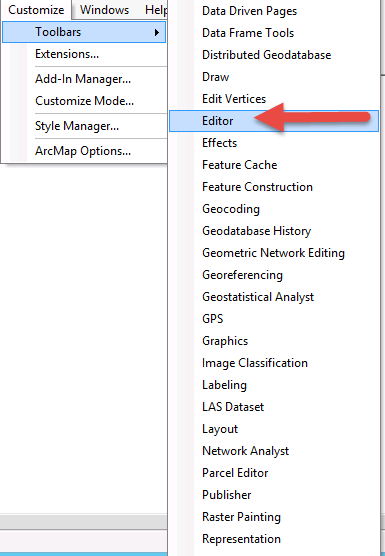 Customize Windows Help
Toolbars
Extensions...
Add-In Manager...
Customize Mode...
Style Manager...
ArcMap Options...
Data Driven Pages
Data Frame Tools
Distributed Geodatabase
Draw
Edit Vertices
Editor
Effects
Feature Cache
Feature Construction
Geocoding
Geodatabase History
Geometric Network Editing
Georeferencing
Geostatistical Analyst
GPS
Graphics
Image Classification
Labeling
LAS Dataset
Layout
Network Analyst
Parcel Editor
Publisher
Raster Painting
Representation